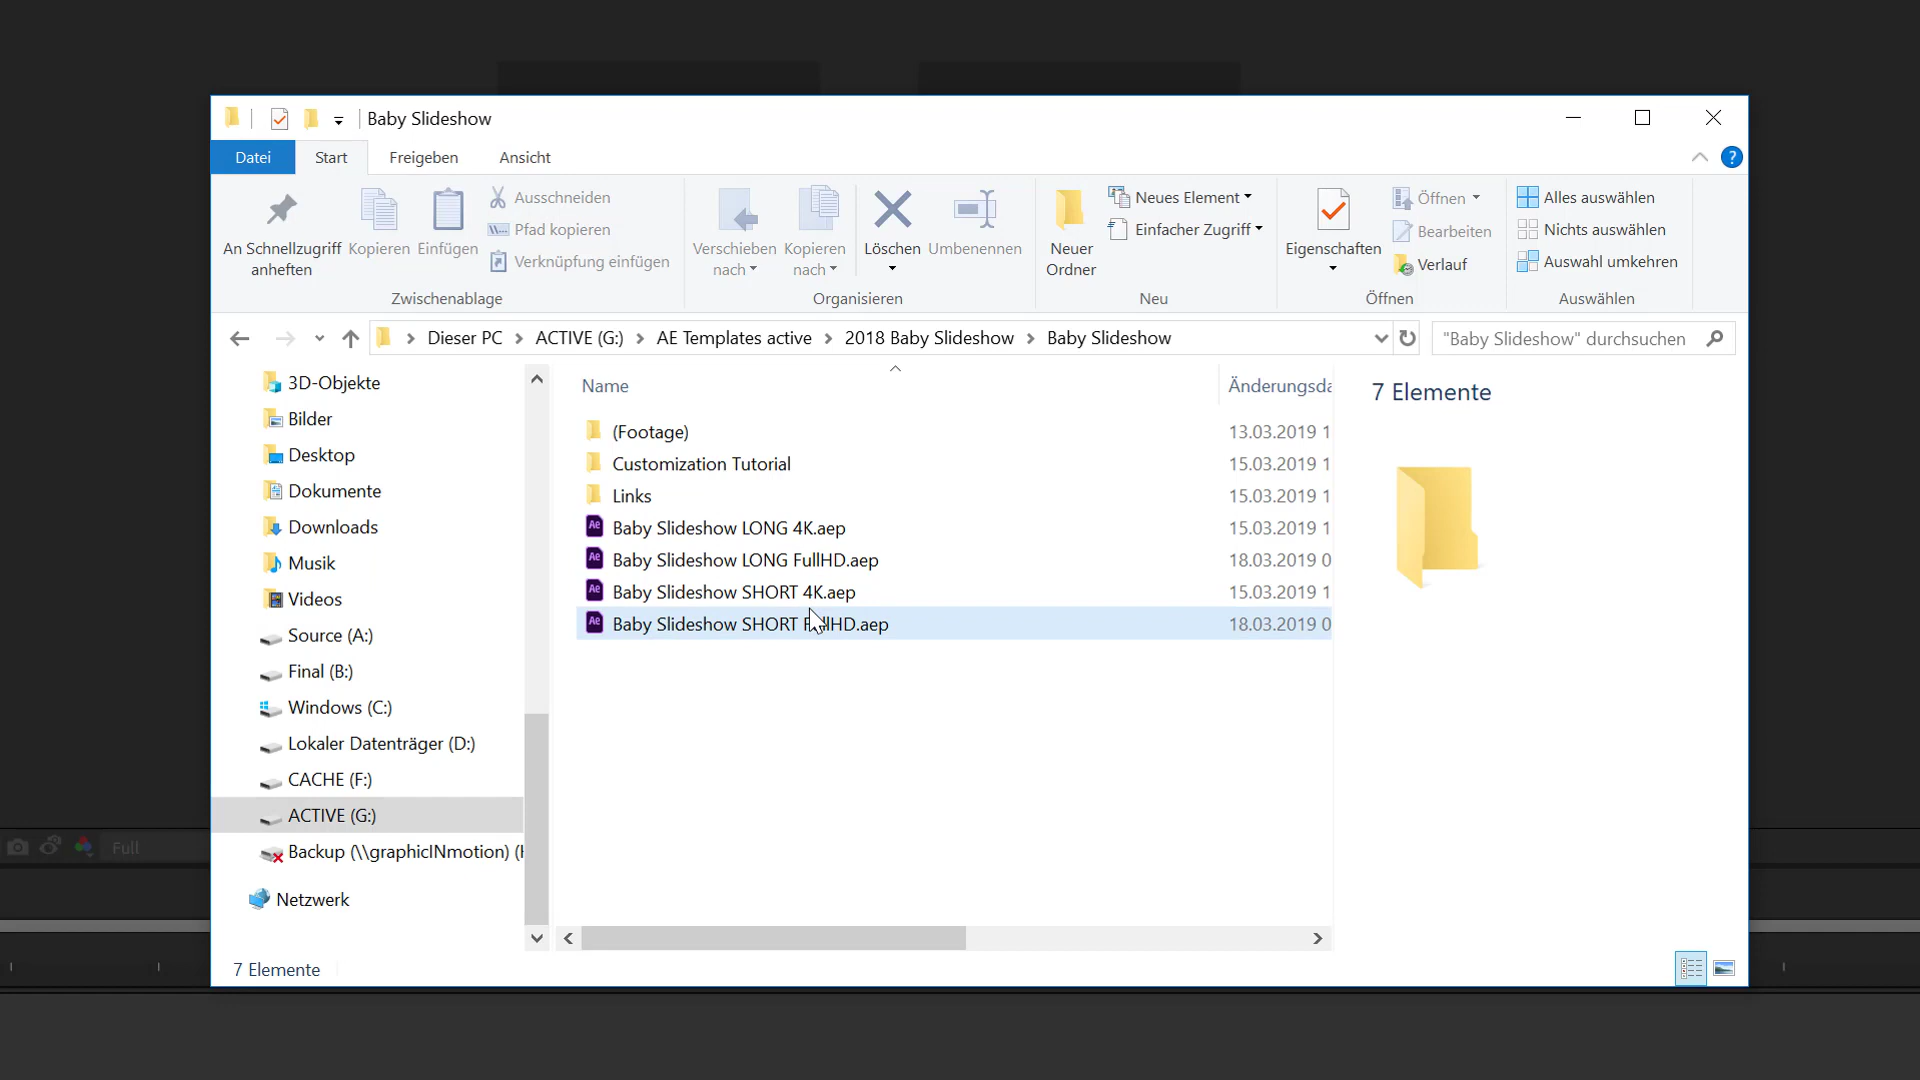 Baby Slideshow
Datei Start Freigeben Ansicht
An Schnellzugriff anheften
Kopieren
Einfügen
Ausschneiden
Pfad kopieren
Verknüpfung einfügen
Zwischenablage
Verschieben nach
Kopieren nach
Löschen
Umbenennen
Organisieren
Neuer Ordner
Neues Element
Einfacher Zugriff
Neu
Eigenschaften
Öffnen
Bearbeiten
Verlauf
Öffnen
Alles auswählen
Nichts auswählen
Auswahl umkehren
Auswählen
Dieser PC ACTIVE (G:) AE Templates active 2018 Baby Slideshow Baby Slideshow
"Baby Slideshow" durchsuchen
3D-Objekte
Bilder
Desktop
Dokumente
Downloads
Musik
Videos
Source (A:)
Final (B:)
Windows (C:)
Lokaler Datenträger (D:)
CACHE (F:)
ACTIVE (G:)
Backup (\\graphicINmotion) (
Netzwerk
Name Änderungsda
(Footage) 13.03.2019 1
Customization Tutorial 15.03.2019 1
Links 15.03.2019 1
Baby Slideshow LONG 4K.aep 15.03.2019 1
Baby Slideshow LONG FullHD.aep 18.03.2019 0
Baby Slideshow SHORT 4K.aep 15.03.2019 1
Baby Slideshow SHORT FullHD.aep 18.03.2019 0
7 Elemente
7 Elemente
Full